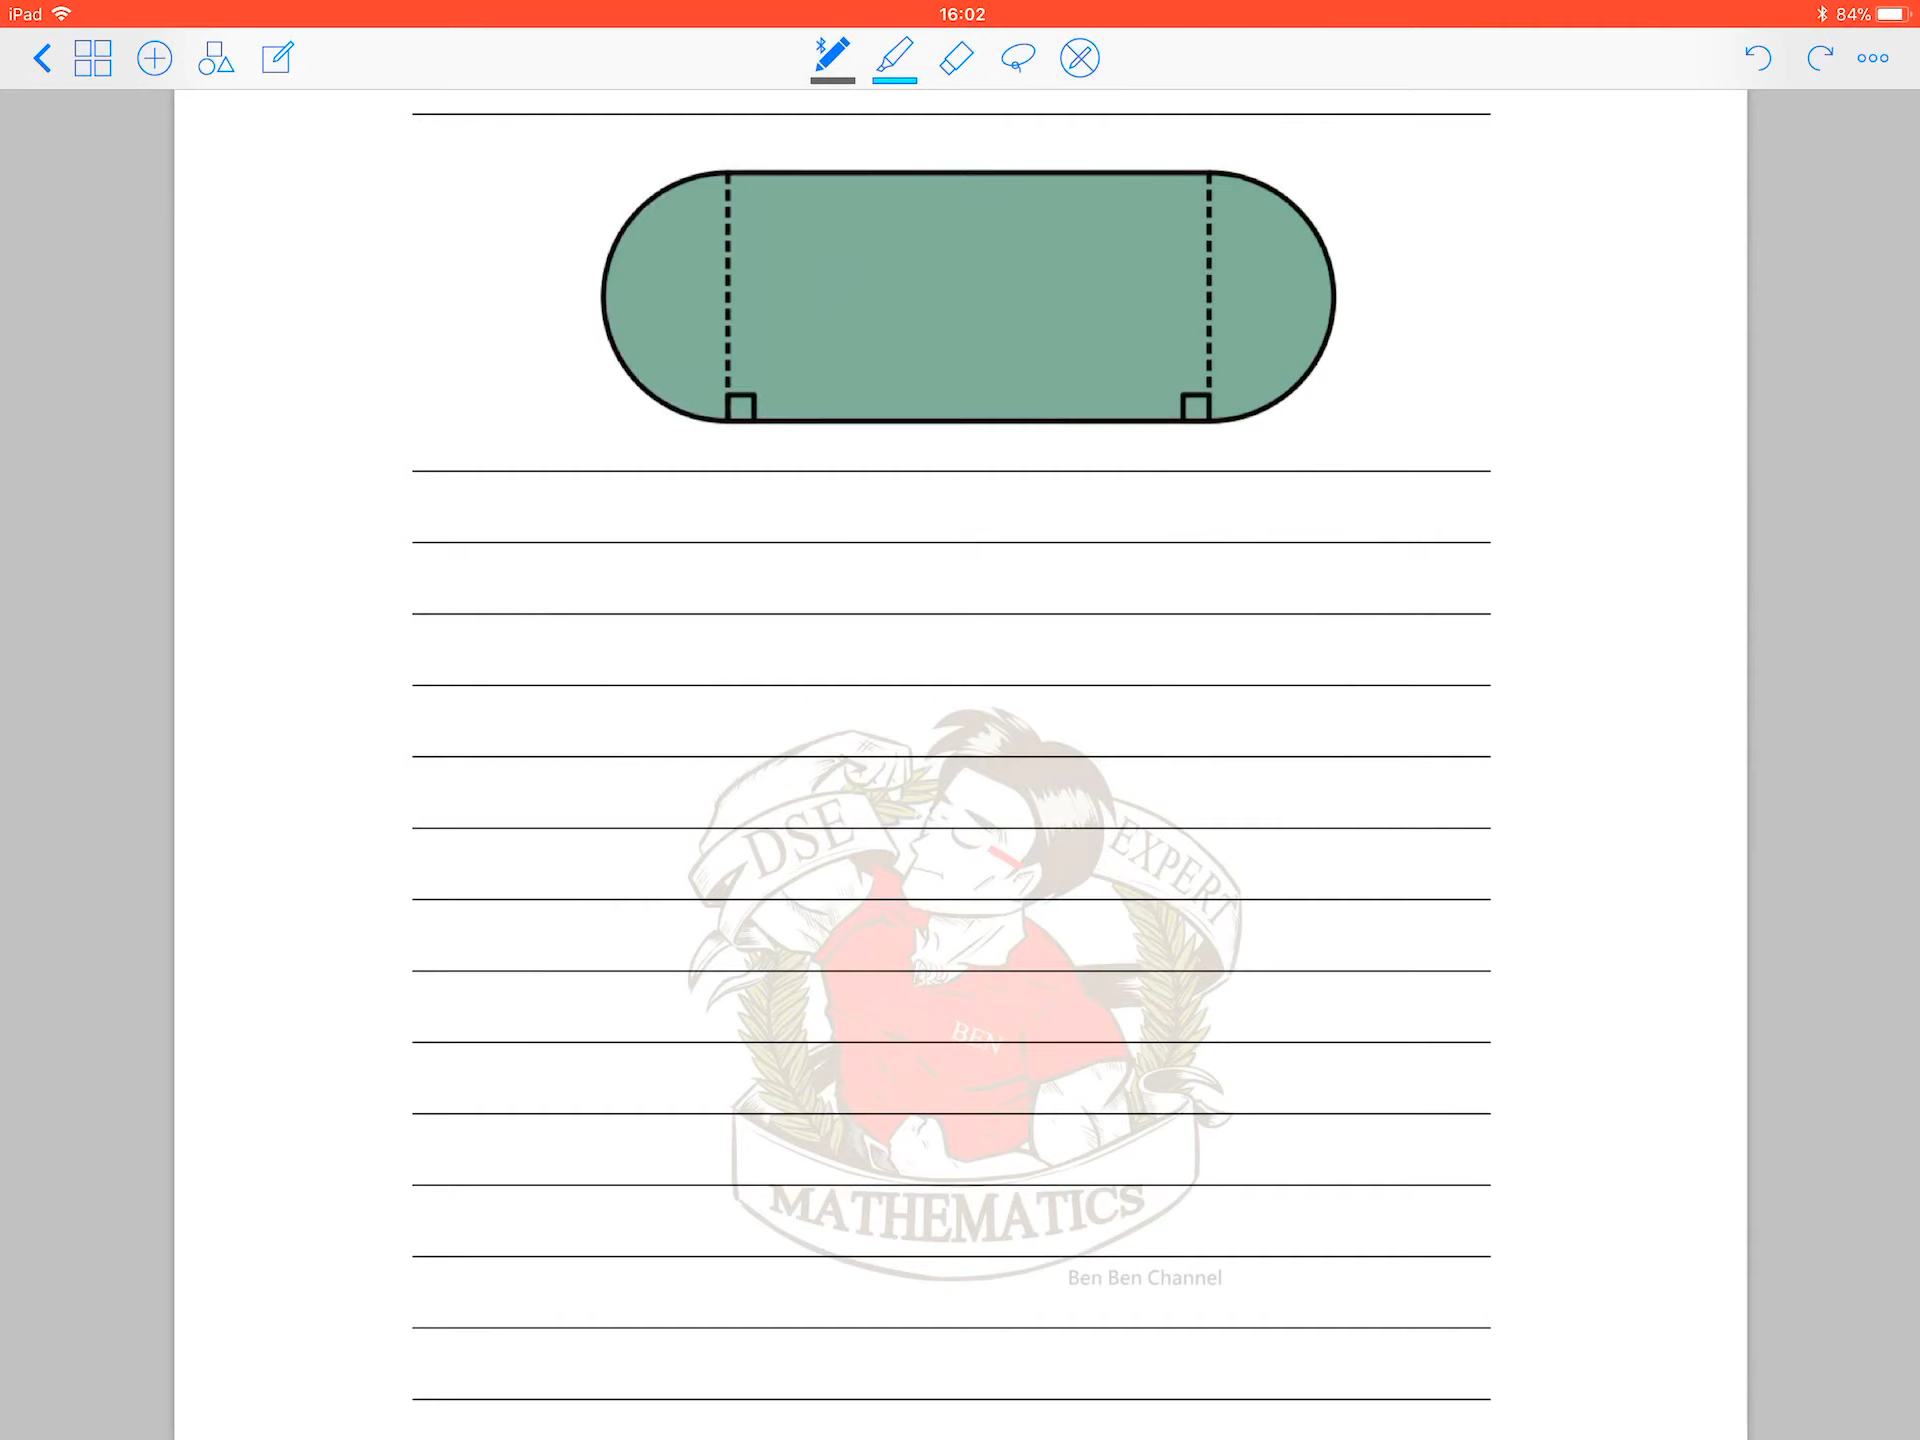 iPad 16:02 84%
DSE
EXPERT
BEN
MATHEMATICS
Ben Ben Channel